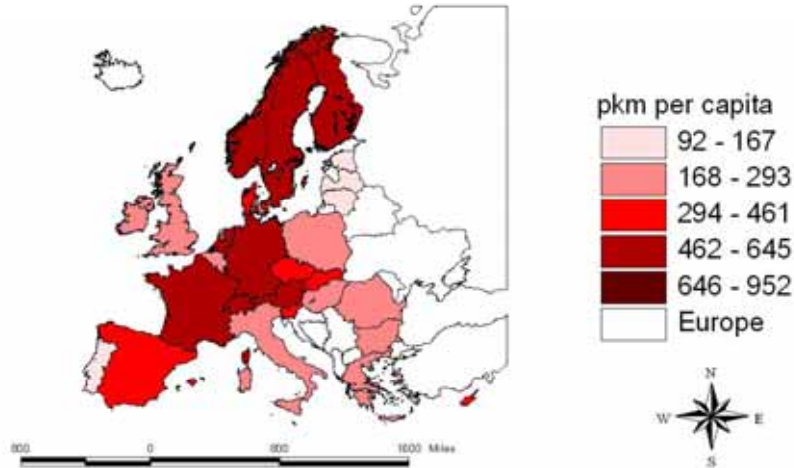 pkm per capita
92 - 167
168 - 293
294 - 461
462 - 645
646 - 952
Europe
N
W E
S
800 0 800 1600 Miles